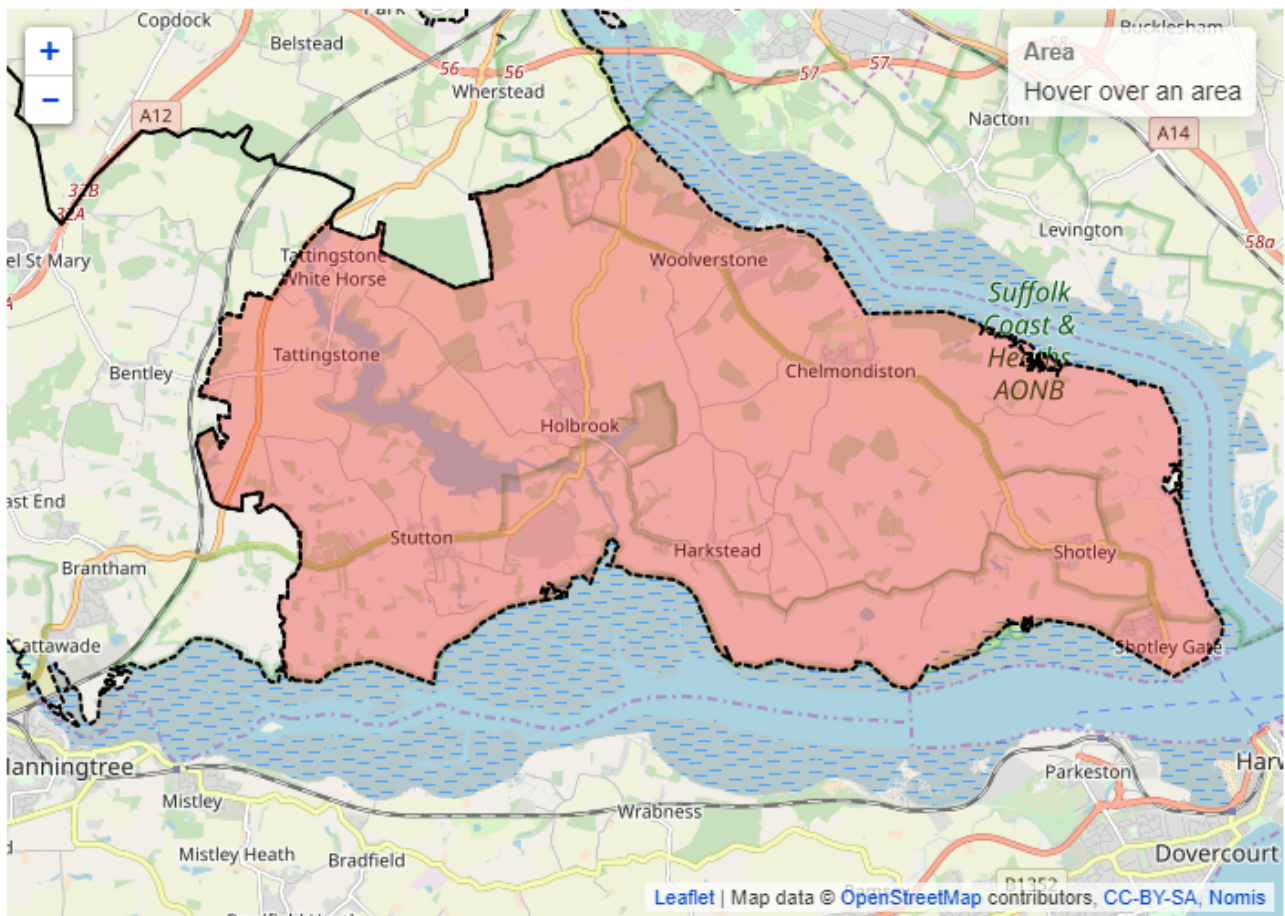 Copdock
Park
Belstead
Bucklesham
+
−
Area
Hover over an area
58
56
56
57
57
Wherstead
A12
Nacton
A14
32B
32A
58a
el St Mary
Levington
Tattingstone
White Horse
Woolverstone
Suffolk
Coast &
Heaths
AONB
Tattingstone
Bentley
Chelmondiston
Holbrook
ast End
Stutton
Harkstead
Shotley
Brantham
Cattawade
Shotley Gate
anningtree
Parkeston
Harw
Mistley
Wrabness
Mistley Heath
Bradfield
Dovercourt
B1352
Leaflet | Map data © OpenStreetMap contributors, CC-BY-SA, Nomis